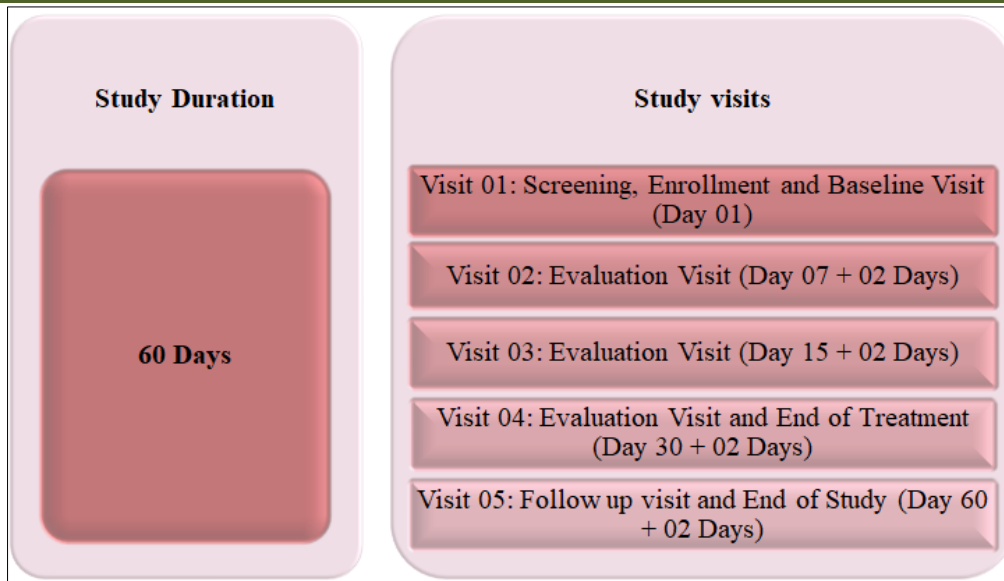 Study Duration
60 Days
Study visits
Visit 01: Screening, Enrollment and Baseline Visit
(Day 01)
Visit 02: Evaluation Visit (Day 07 + 02 Days)
Visit 03: Evaluation Visit (Day 15 + 02 Days)
Visit 04: Evaluation Visit and End of Treatment
(Day 30 + 02 Days)
Visit 05: Follow up visit and End of Study (Day 60
+ 02 Days)